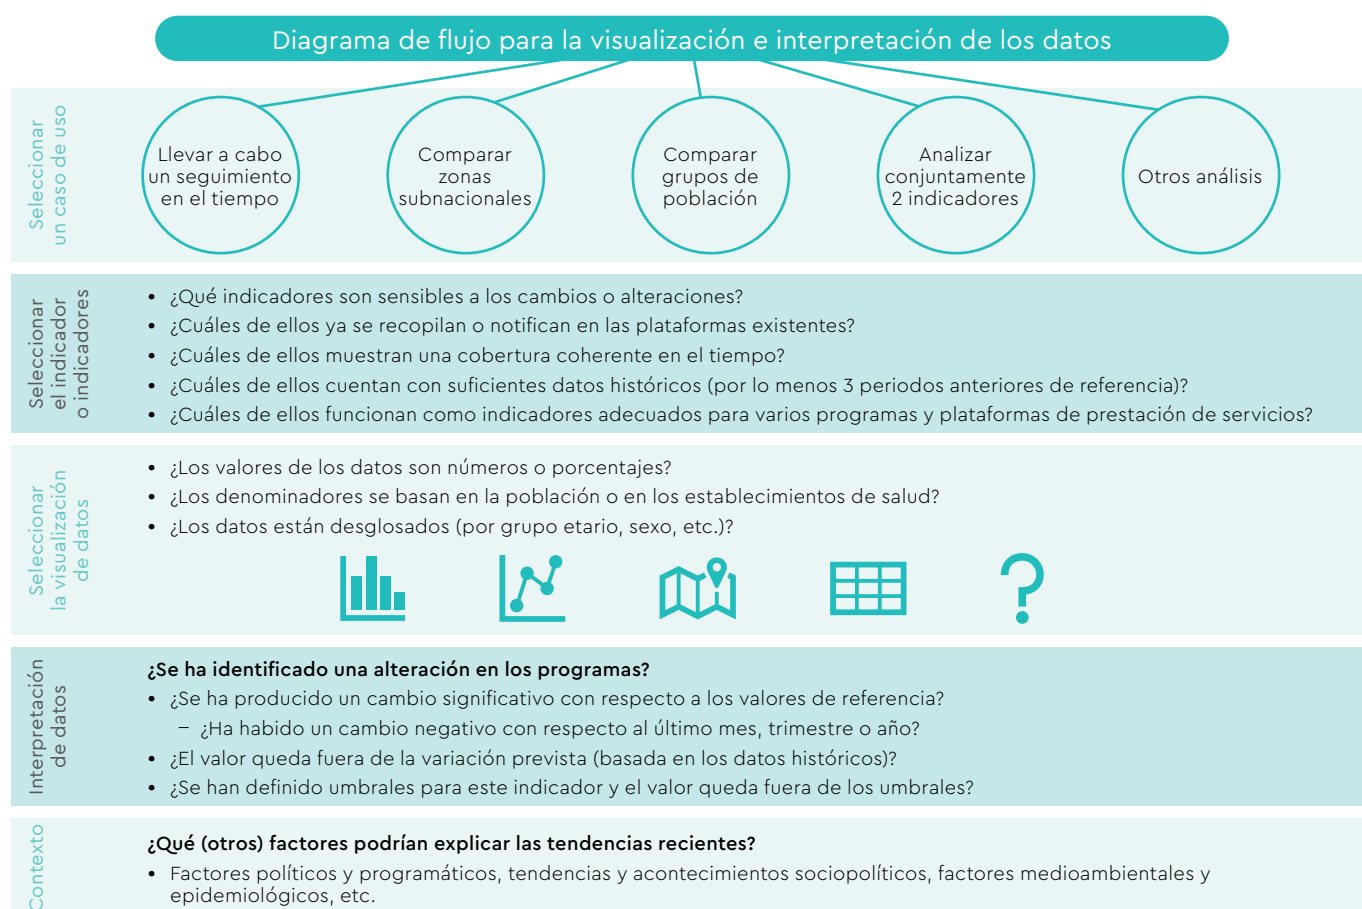 Diagrama de flujo para la visualización e interpretación de los datos
Seleccionar
un caso de uso
Llevar a cabo
un seguimiento
en el tiempo
Comparar
zonas
subnacionales
Comparar
grupos de
población
Analizar
conjuntamente
2 indicadores
Otros análisis
Seleccionar
el indicador
o indicadores
• ¿Qué indicadores son sensibles a los cambios o alteraciones?
• ¿Cuáles de ellos ya se recopilan o notifican en las plataformas existentes?
• ¿Cuáles de ellos muestran una cobertura coherente en el tiempo?
• ¿Cuáles de ellos cuentan con suficientes datos históricos (por lo menos 3 periodos anteriores de referencia)?
• ¿Cuáles de ellos funcionan como indicadores adecuados para varios programas y plataformas de prestación de servicios?
Seleccionar
la visualización
de datos
• ¿Los valores de los datos son números o porcentajes?
• ¿Los denominadores se basan en la población o en los establecimientos de salud?
• ¿Los datos están desglosados (por grupo etario, sexo, etc.)?
?
Interpretación
de datos
¿Se ha identificado una alteración en los programas?
• ¿Se ha producido un cambio significativo con respecto a los valores de referencia?
– ¿Ha habido un cambio negativo con respecto al último mes, trimestre o año?
• ¿El valor queda fuera de la variación prevista (basada en los datos históricos)?
• ¿Se han definido umbrales para este indicador y el valor queda fuera de los umbrales?
Contexto
¿Qué (otros) factores podrían explicar las tendencias recientes?
• Factores políticos y programáticos, tendencias y acontecimientos sociopolíticos, factores medioambientales y
epidemiológicos, etc.